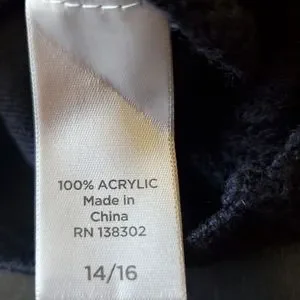 100% ACRYLIC
Made in
China
RN 138302
14/16